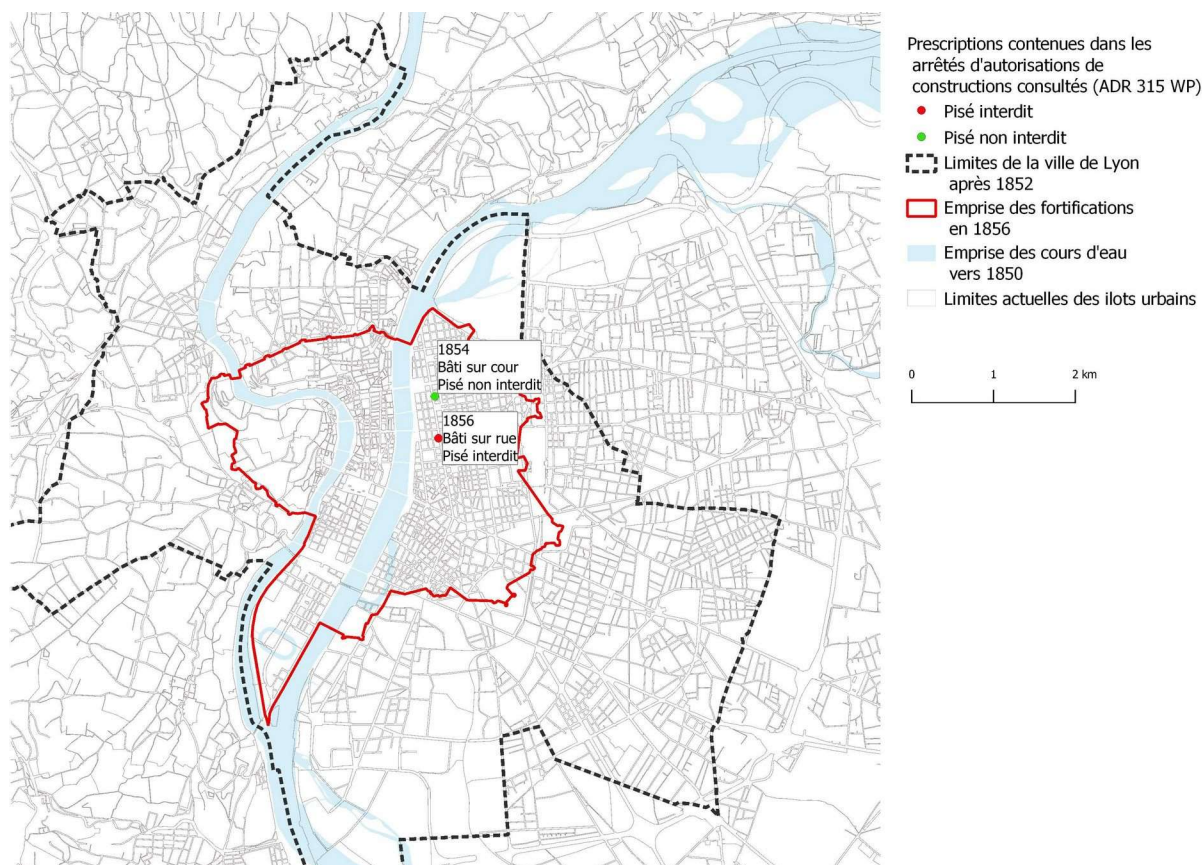 Prescriptions contenues dans les
arrêtés d'autorisations de
constructions consultés (ADR 315 WP)
Pisé interdit
Pisé non interdit
Limites de la ville de Lyon
après 1852
Emprise des fortifications
en 1856
Emprise des cours d'eau
vers 1850
Limites actuelles des ilots urbains
0 1 2 km
1854
Bâti sur cour
Pisé non interdit
1856
Bâti sur rue
Pisé interdit